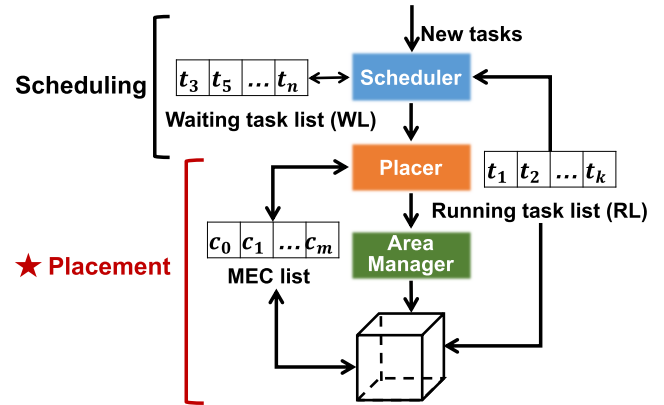 New tasks
Scheduling
t3 t5 ... tn
Scheduler
Waiting task list (WL)
Placer
t1 t2 ... tk
Running task list (RL)
c0 c1 ... cm
Area
Manager
★ Placement
MEC list